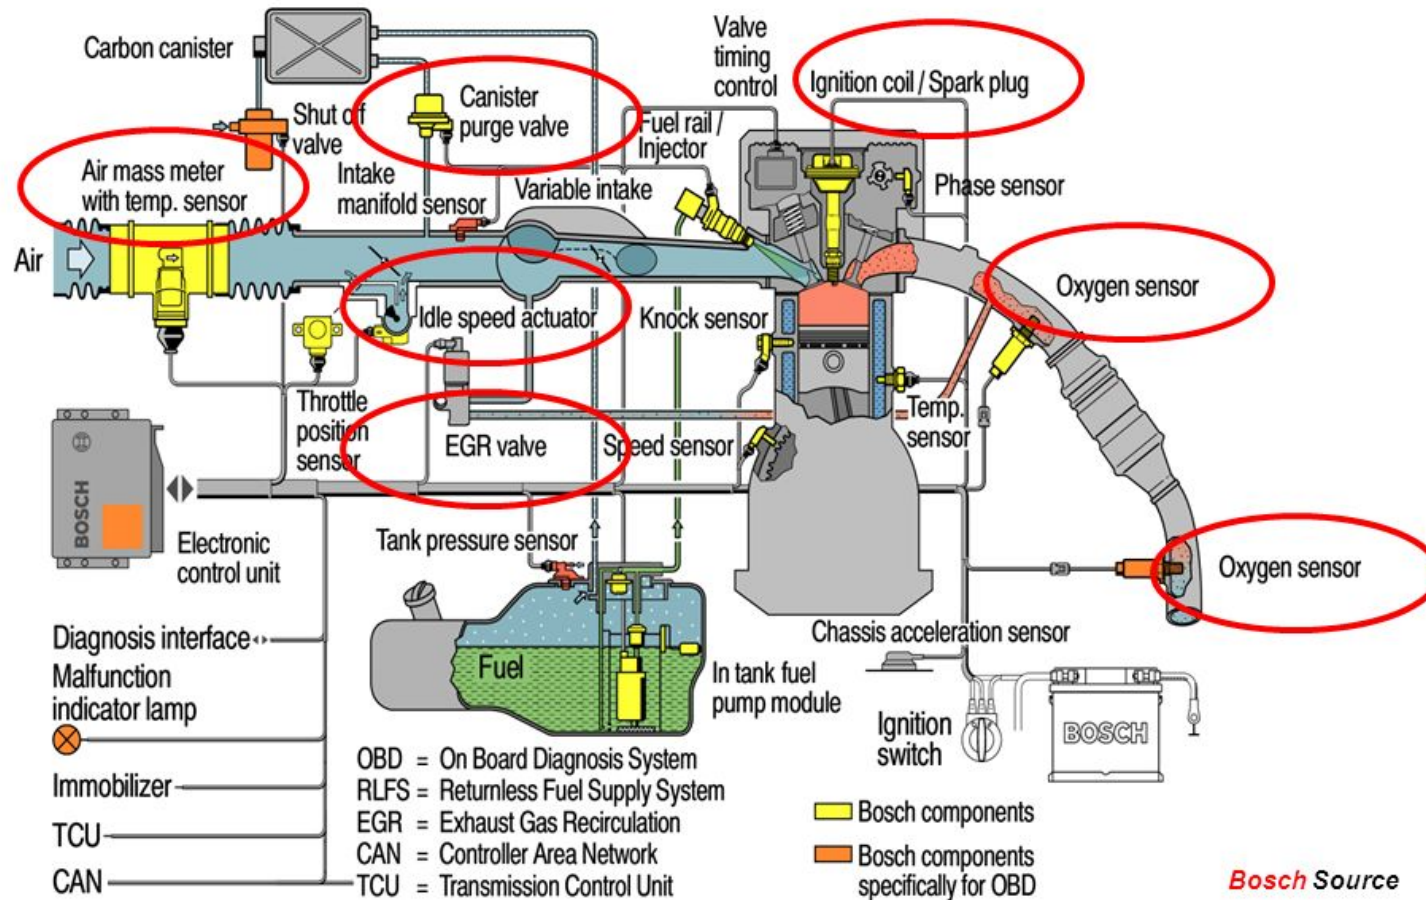 Carbon canister
Shut off
valve
Canister
purge valve
Valve
timing
control
Ignition coil / Spark plug
Fuel rail /
Injector
Air mass meter
with temp. sensor
Intake
manifold sensor
Variable intake
Phase sensor
Air
Oxygen sensor
Idle speed actuator
Knock sensor
Throttle
position
sensor
EGR valve
Speed sensor
Temp.
sensor
BOSCH
Electronic
control unit
Tank pressure sensor
Oxygen sensor
Diagnosis interface
Malfunction
indicator lamp
Immobilizer
TCU
CAN
Fuel
In tank fuel
pump module
Chassis acceleration sensor
Ignition
switch
BOSCH
OBD = On Board Diagnosis System
RLFS = Returnless Fuel Supply System
EGR = Exhaust Gas Recirculation
CAN = Controller Area Network
TCU = Transmission Control Unit
Bosch components
Bosch components
specifically for OBD
Bosch Source